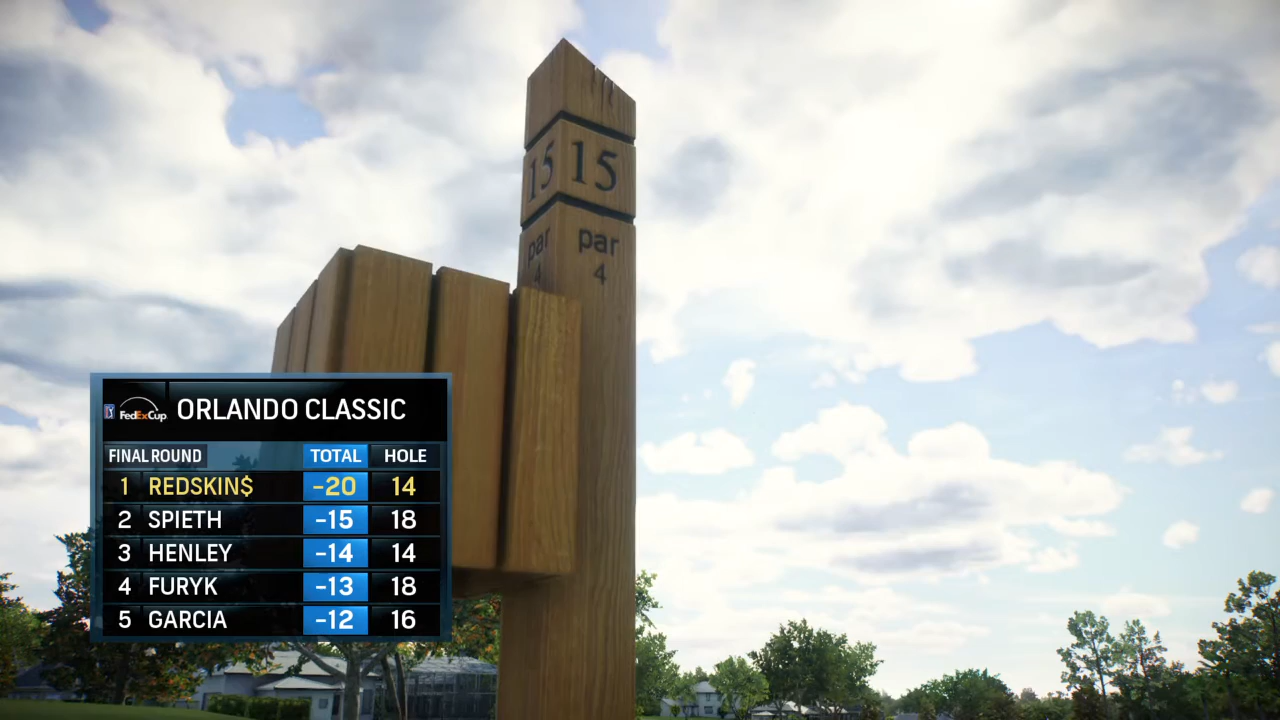 15 15
par par
4 4
FedExCup ORLANDO CLASSIC
FINAL ROUND TOTAL HOLE
1 REDSKIN$ -20 14
2 SPIETH -15 18
3 HENLEY -14 14
4 FURYK -13 18
5 GARCIA -12 16